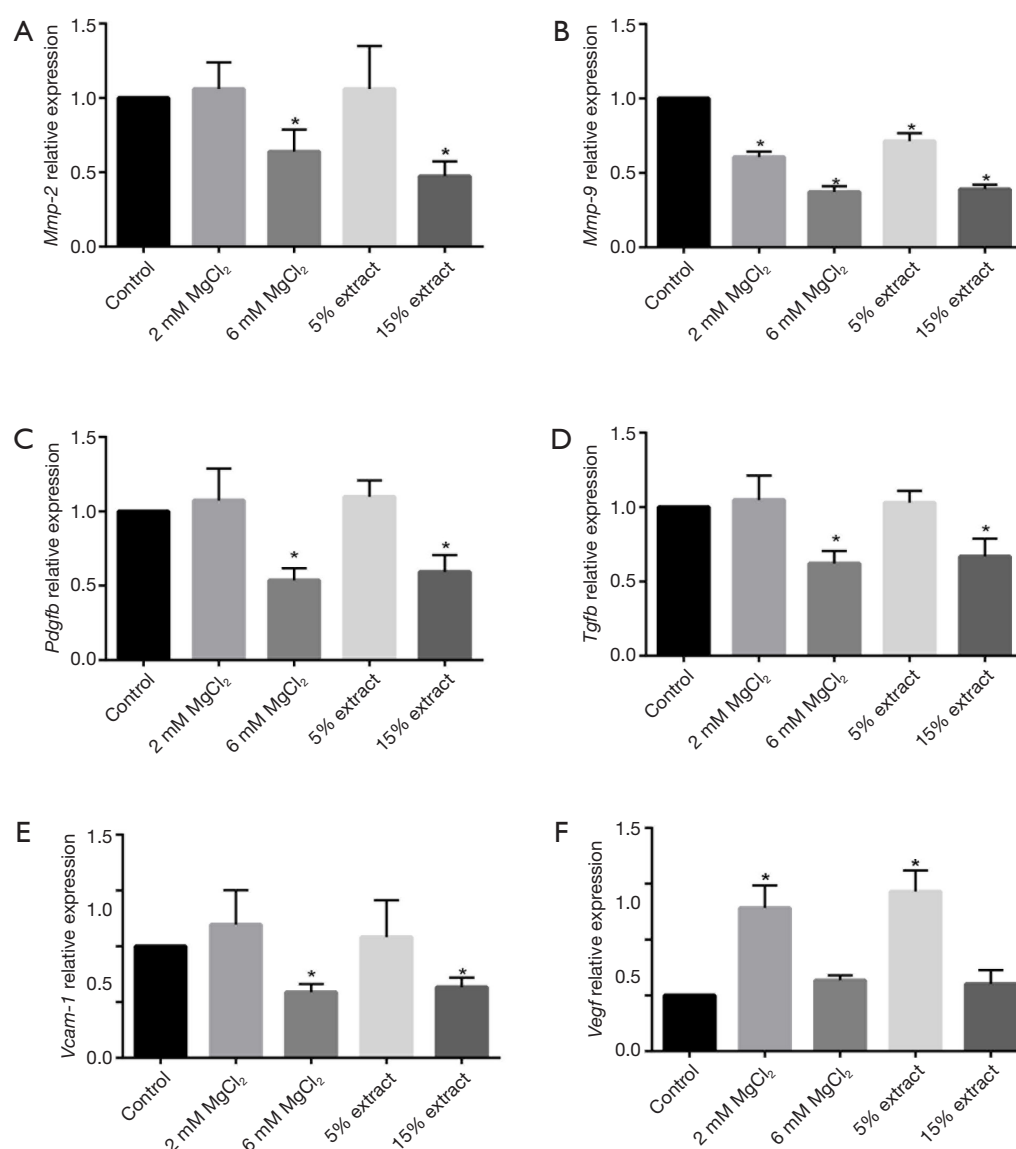 A
Mmp-2 relative expression
1.5
1.0
0.5
0.0
*
*
Control
2 mM MgCl₂
6 mM MgCl₂
5% extract
15% extract
B
Mmp-9 relative expression
1.5
1.0
0.5
0.0
*
*
*
*
Control
2 mM MgCl₂
6 mM MgCl₂
5% extract
15% extract
C
Pdgfb relative expression
1.5
1.0
0.5
0.0
*
*
Control
2 mM MgCl₂
6 mM MgCl₂
5% extract
15% extract
D
Tgfb relative expression
1.5
1.0
0.5
0.0
*
*
Control
2 mM MgCl₂
6 mM MgCl₂
5% extract
15% extract
E
Vcam-1 relative expression
1.5
1.0
0.5
0.0
*
*
Control
2 mM MgCl₂
6 mM MgCl₂
5% extract
15% extract
F
Vegf relative expression
1.5
1.0
0.5
0.0
*
*
Control
2 mM MgCl₂
6 mM MgCl₂
5% extract
15% extract